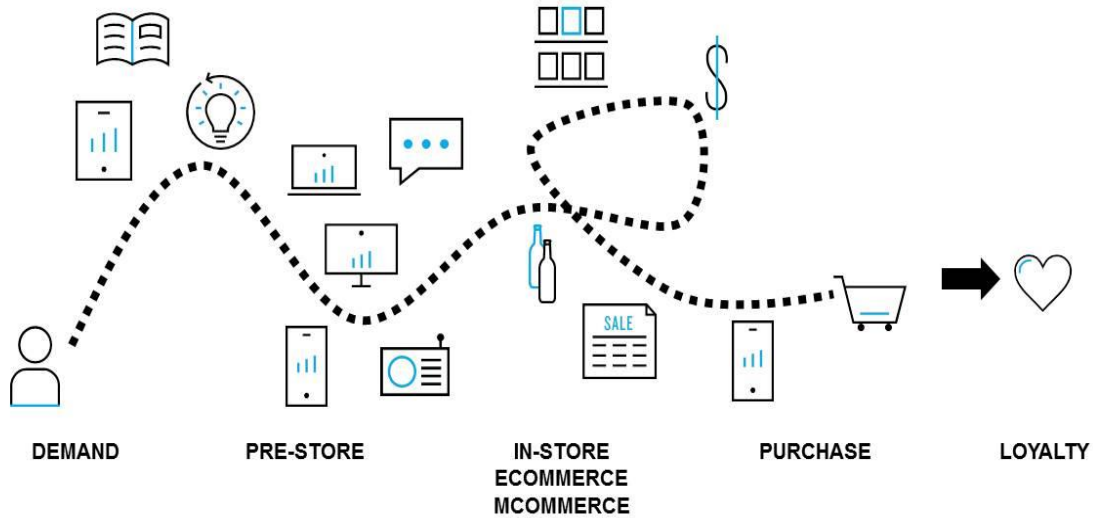 SALE
DEMAND
PRE-STORE
IN-STORE
ECOMMERCE
MCOMMERCE
PURCHASE
LOYALTY